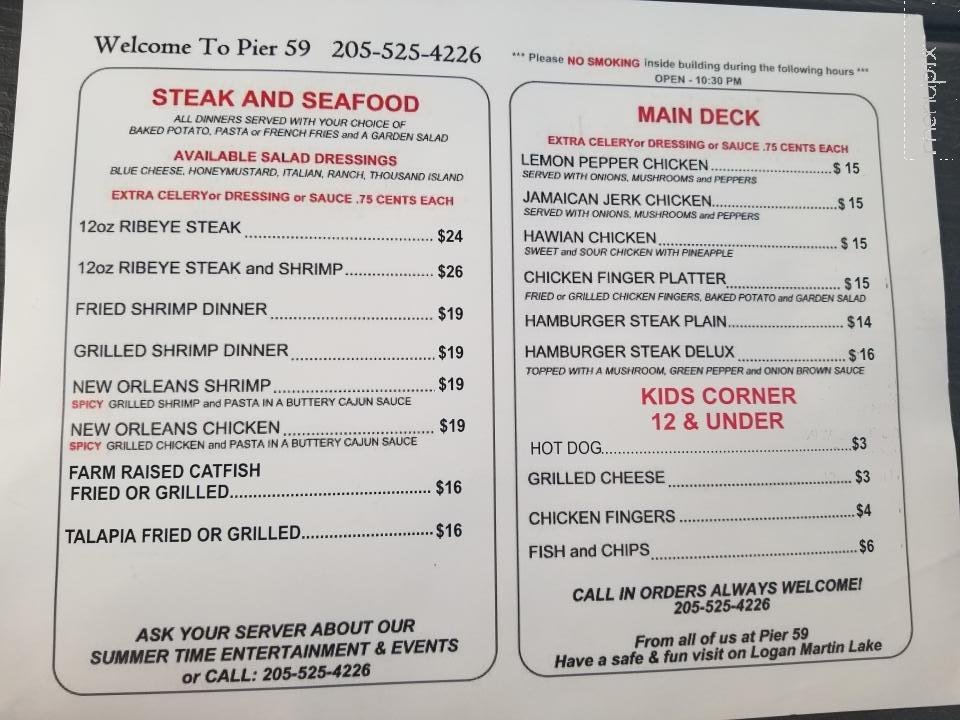 Welcome To Pier 59 205-525-4226
*** Please NO SMOKING inside building during the following hours ***
OPEN - 10:30 PM
STEAK AND SEAFOOD
ALL DINNERS SERVED WITH YOUR CHOICE OF
BAKED POTATO, PASTA or FRENCH FRIES and A GARDEN SALAD
AVAILABLE SALAD DRESSINGS
BLUE CHEESE, HONEYMUSTARD, ITALIAN, RANCH, THOUSAND ISLAND
EXTRA CELERYor DRESSING or SAUCE .75 CENTS EACH
12oz RIBEYE STEAK ........ $24
12oz RIBEYE STEAK and SHRIMP ........ $26
FRIED SHRIMP DINNER ........ $19
GRILLED SHRIMP DINNER ........ $19
NEW ORLEANS SHRIMP ........ $19
SPICY GRILLED SHRIMP and PASTA IN A BUTTERY CAJUN SAUCE
NEW ORLEANS CHICKEN ........ $19
SPICY GRILLED CHICKEN and PASTA IN A BUTTERY CAJUN SAUCE
FARM RAISED CATFISH
FRIED OR GRILLED ........ $16
TALAPIA FRIED OR GRILLED ........ $16
ASK YOUR SERVER ABOUT OUR
SUMMER TIME ENTERTAINMENT & EVENTS
or CALL: 205-525-4226
MAIN DECK
EXTRA CELERYor DRESSING or SAUCE .75 CENTS EACH
LEMON PEPPER CHICKEN ........ $ 15
SERVED WITH ONIONS, MUSHROOMS and PEPPERS
JAMAICAN JERK CHICKEN ........ $ 15
SERVED WITH ONIONS, MUSHROOMS and PEPPERS
HAWIAN CHICKEN ........ $ 15
SWEET and SOUR CHICKEN WITH PINEAPPLE
CHICKEN FINGER PLATTER ........ $ 15
FRIED or GRILLED CHICKEN FINGERS, BAKED POTATO and GARDEN SALAD
HAMBURGER STEAK PLAIN ........ $14
HAMBURGER STEAK DELUX ........ $ 16
TOPPED WITH A MUSHROOM, GREEN PEPPER and ONION BROWN SAUCE
KIDS CORNER
12 & UNDER
HOT DOG ........ $3
GRILLED CHEESE ........ $3
CHICKEN FINGERS ........ $4
FISH and CHIPS ........ $6
CALL IN ORDERS ALWAYS WELCOME!
205-525-4226
From all of us at Pier 59
Have a safe & fun visit on Logan Martin Lake
menupix